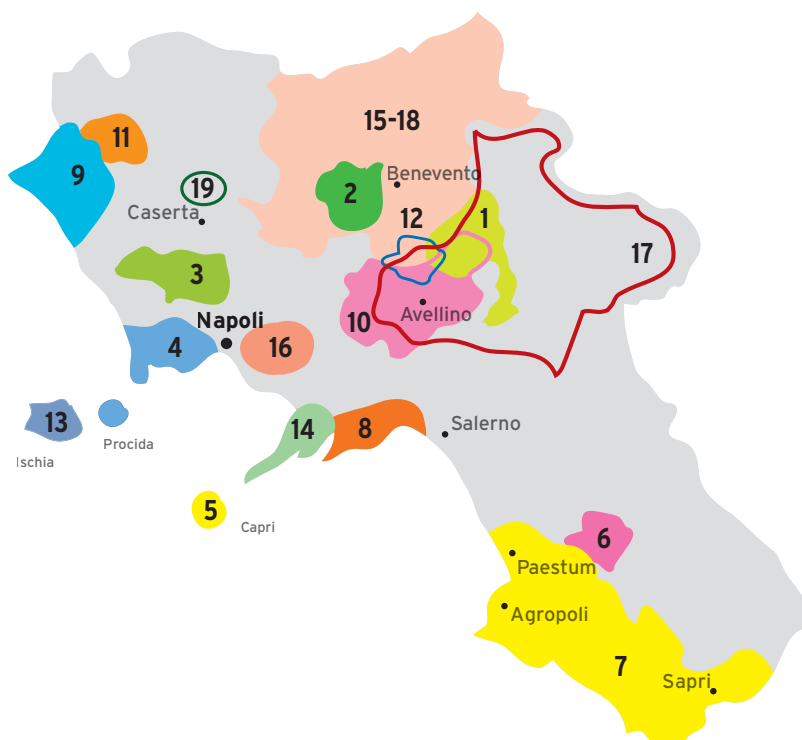 15-18
11
9
19
2
Benevento
Caserta
12
1
17
3
Napoli
10
Avellino
4
16
13
Procida
Ischia
14
8
Salerno
5
Capri
6
Paestum
Agropoli
7
Sapri